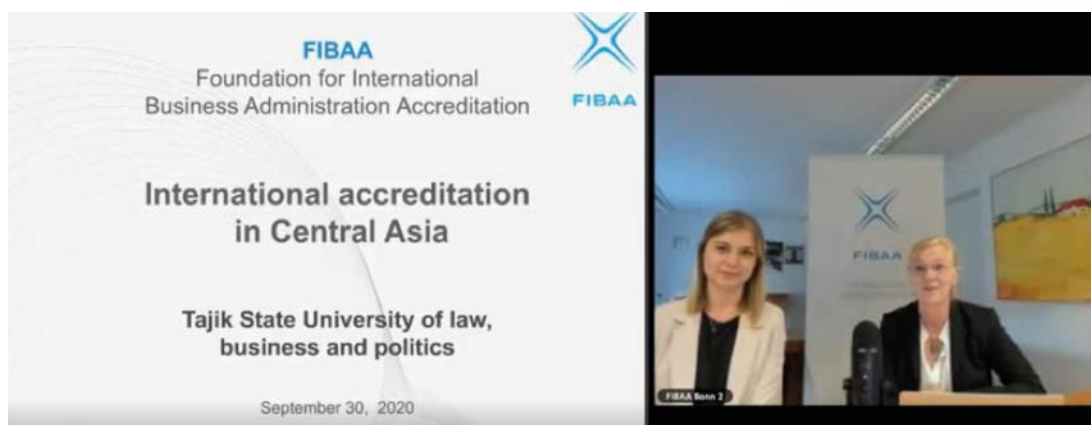 FIBAA
Foundation for International
Business Administration Accreditation
FIBAA
International accreditation
in Central Asia
Tajik State University of law,
business and politics
September 30, 2020
FIBAA
FIBAA Bonn 2